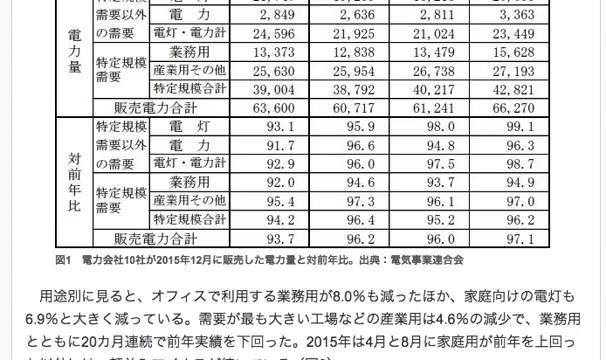 電力量
特定規模
需要以外
の需要
電 力 2,849 2,636 2,811 3,363
電灯・電力計 24,596 21,925 21,024 23,449
特定規模
需要
業務用 13,373 12,838 13,479 15,628
産業用その他 25,630 25,954 26,738 27,193
特定規模合計 39,004 38,792 40,217 42,821
販売電力合計 63,600 60,717 61,241 66,270
対前年比
特定規模
需要以外
の需要
電 灯 93.1 95.9 98.0 99.1
電 力 91.7 96.6 94.8 96.3
電灯・電力計 92.9 96.0 97.5 98.7
特定規模
需要
業務用 92.0 94.6 93.7 94.9
産業用その他 95.4 97.3 96.1 97.0
特定規模合計 94.2 96.4 95.2 96.2
販売電力合計 93.7 96.2 96.0 97.1
図1 電力会社10社が2015年12月に販売した電力量と対前年比。出典：電気事業連合会
用途別に見ると、オフィスで利用する業務用が8.0%も減ったほか、家庭向けの電灯も
6.9%と大きく減っている。需要が最も大きい工場などの産業用は4.6%の減少で、業務用
とともに20カ月連続で前年実績を下回った。2015年は4月と8月に家庭用が前年を上回っ